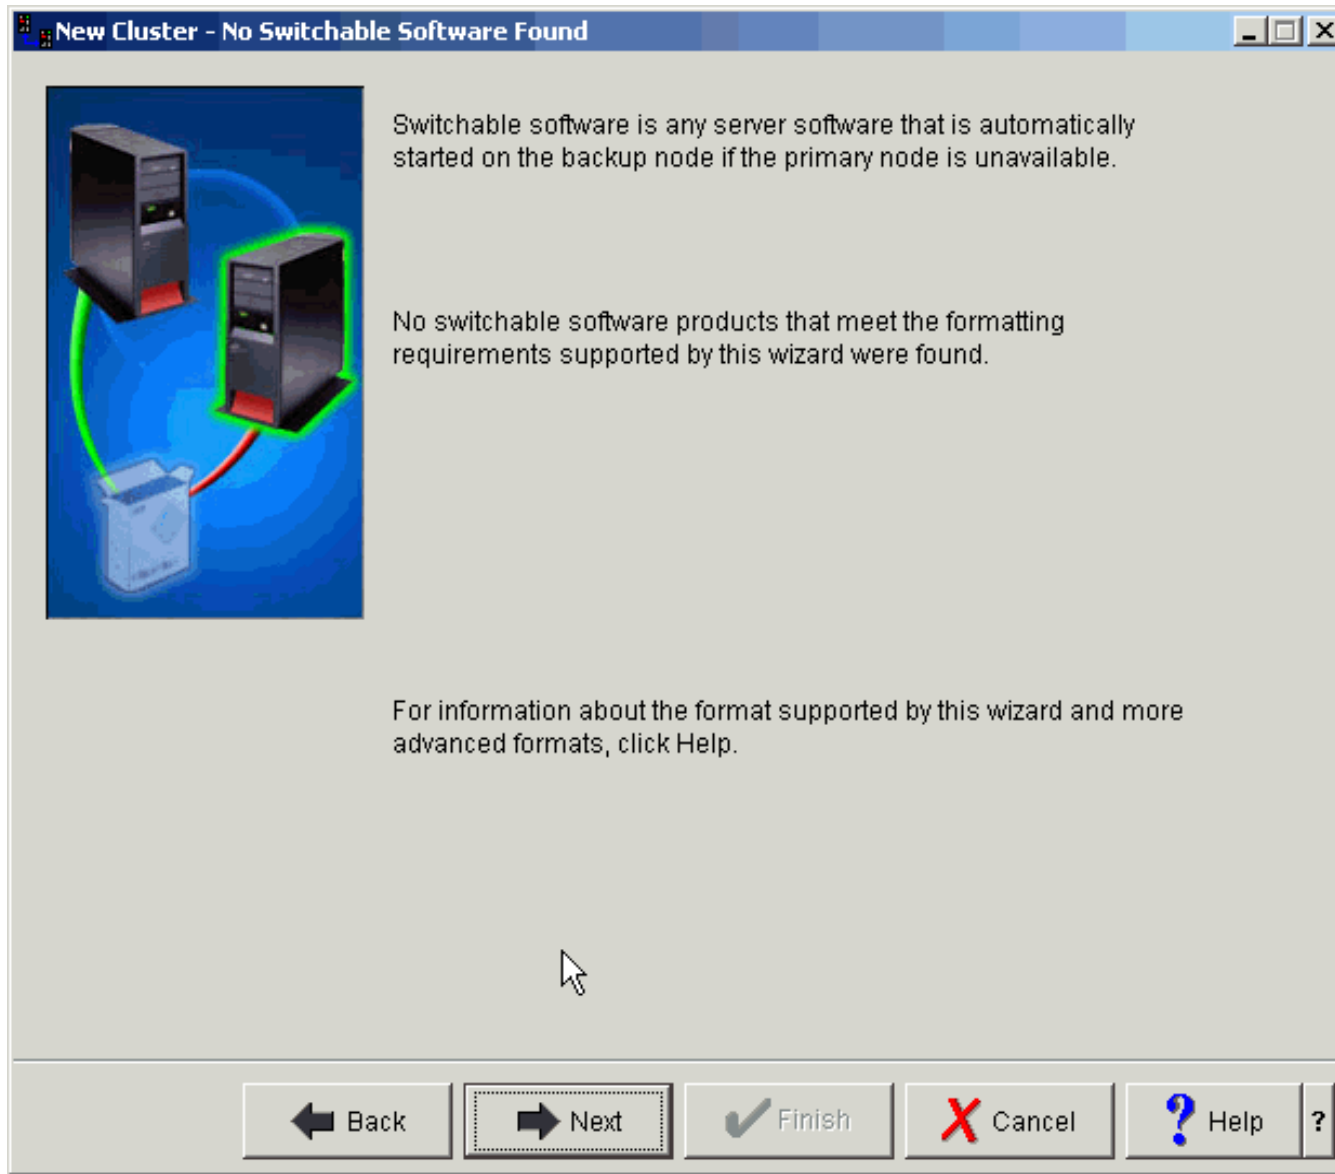 New Cluster - No Switchable Software Found
Switchable software is any server software that is automatically
started on the backup node if the primary node is unavailable.
No switchable software products that meet the formatting
requirements supported by this wizard were found.
For information about the format supported by this wizard and more
advanced formats, click Help.
Back
Next
Finish
Cancel
? Help
?